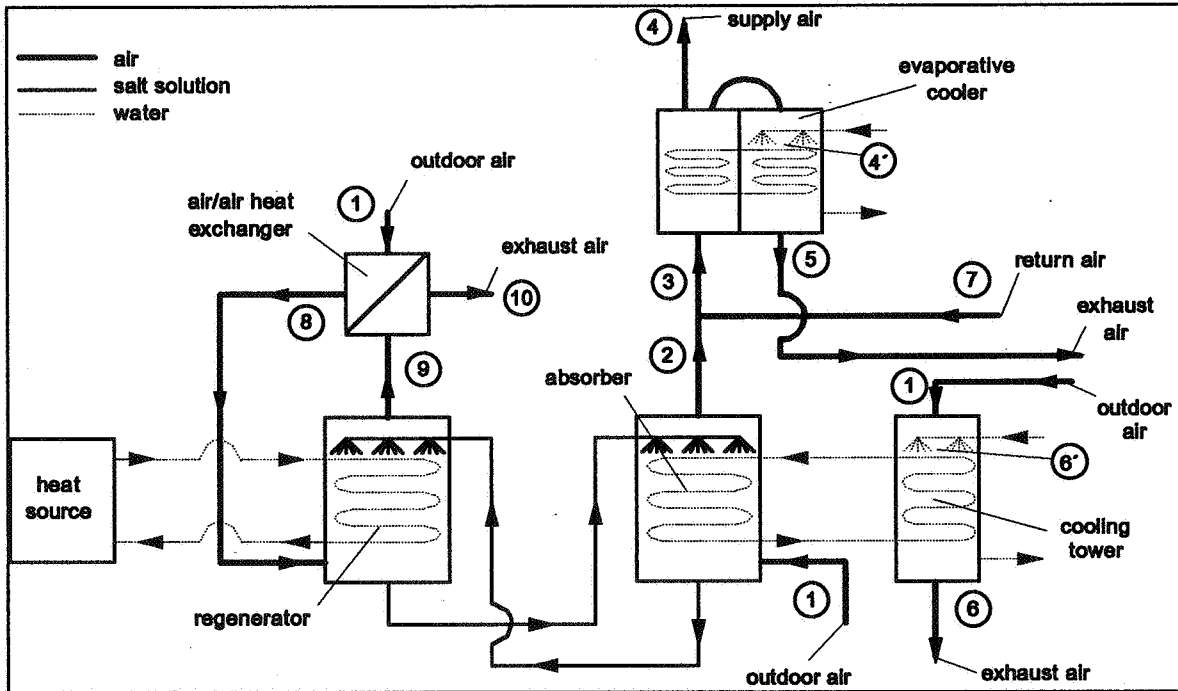 4
supply air
air
salt solution
water
evaporative
cooler
4´
outdoor air
1
air/air heat
exchanger
exhaust air
10
8
9
3
5
7
return air
exhaust
air
2
absorber
1
outdoor
air
6´
heat
source
cooling
tower
regenerator
1
outdoor air
6
exhaust air